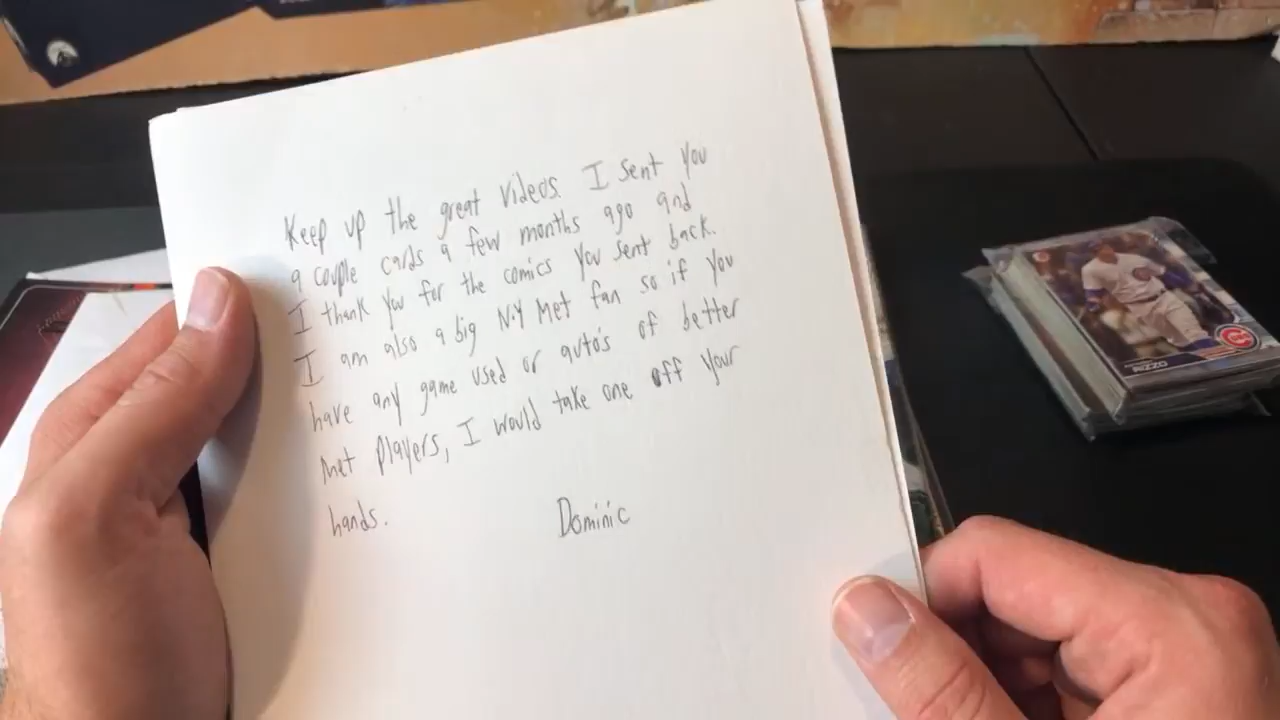 Keep up the great videos. I sent you
a couple cards a few months ago and
I thank you for the comics you sent back.
I am also a big N.Y Met fan so if you
have any game used or auto's of better
Met players, I would take one off your
hands.
Dominic
RIZZO